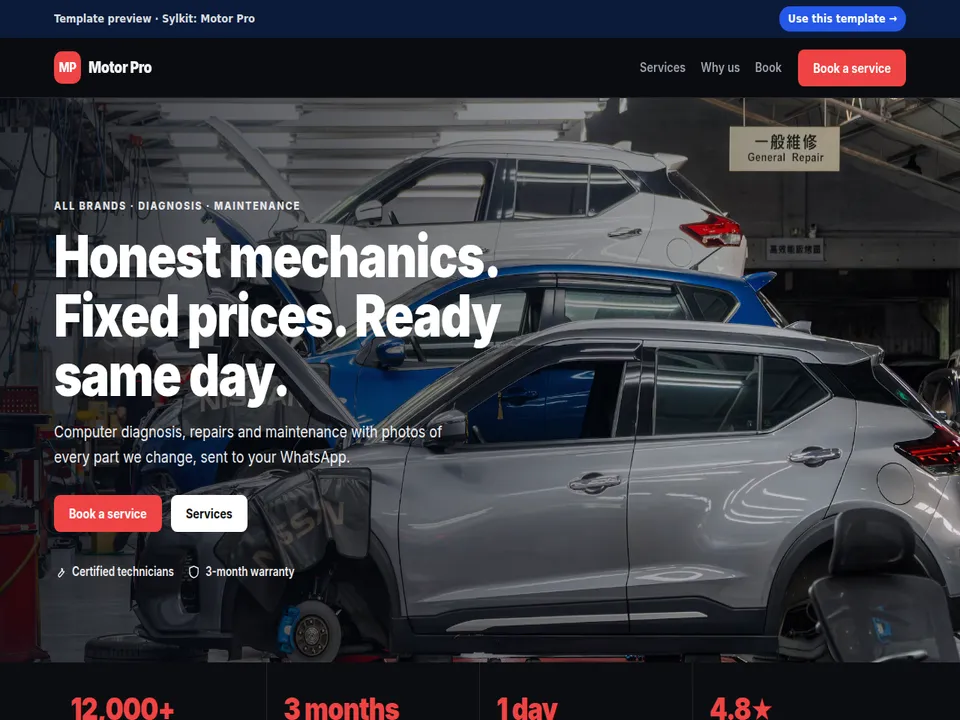 Template preview · Sylkit: Motor Pro
Use this template →
MP Motor Pro
Services Why us Book Book a service
一般維修
General Repair
ALL BRANDS · DIAGNOSIS · MAINTENANCE
Honest mechanics.
Fixed prices. Ready
same day.
Computer diagnosis, repairs and maintenance with photos of
every part we change, sent to your WhatsApp.
Book a service Services
Certified technicians 3-month warranty
12,000+ 3 months 1 day 4.8★